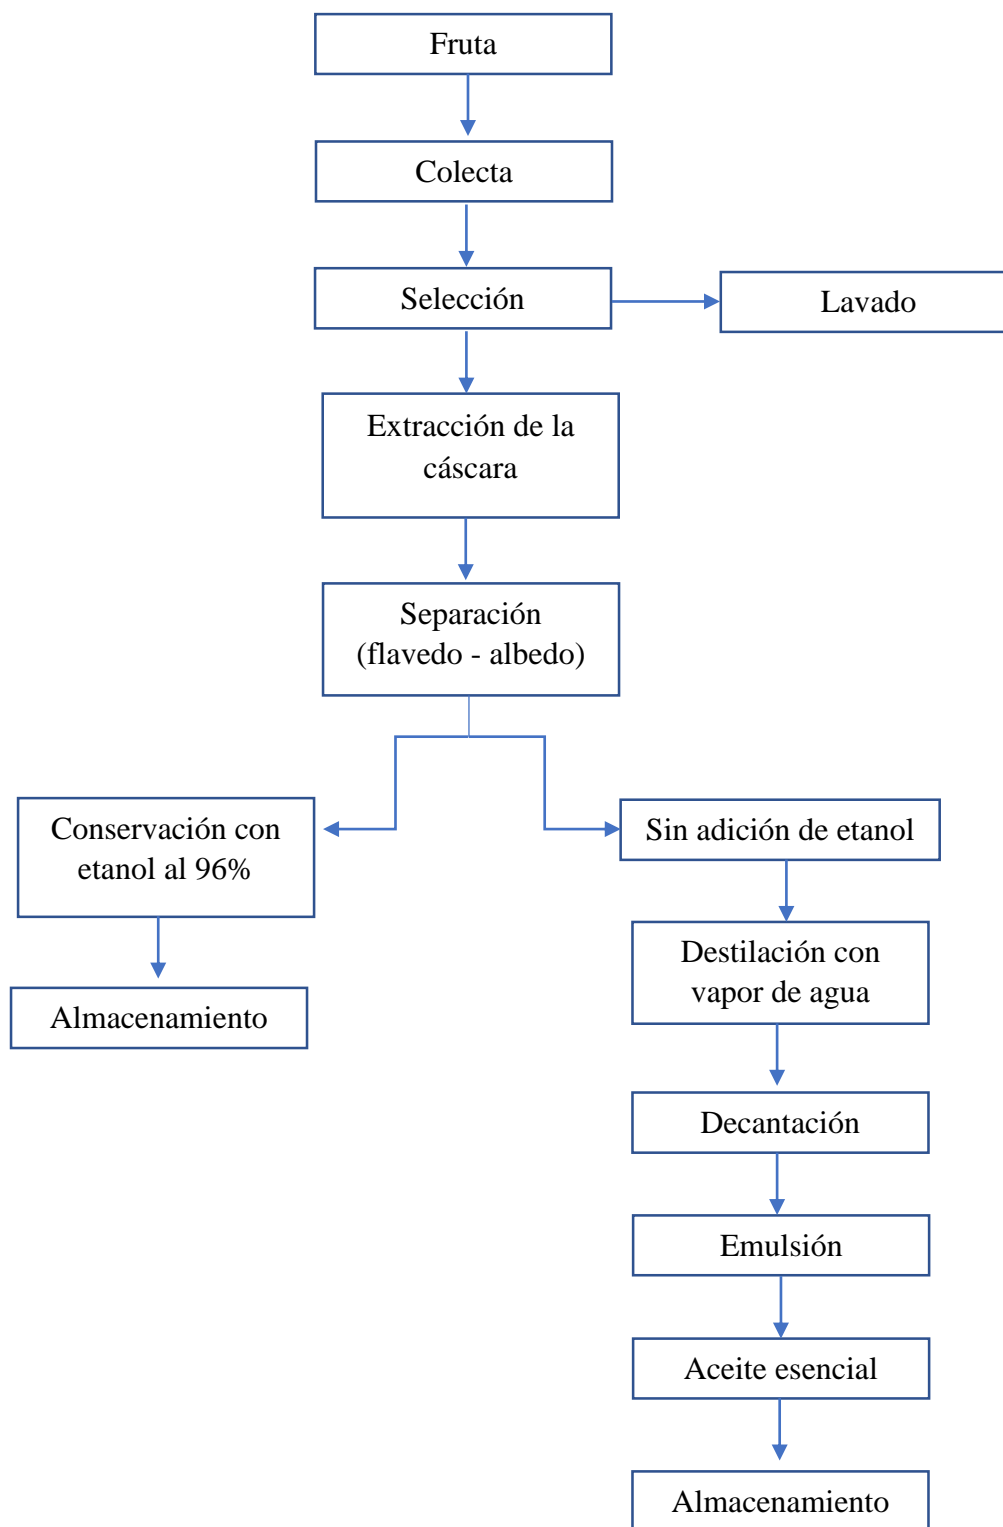 Fruta
Colecta
Selección
Lavado
Extracción de la
cáscara
Separación
(flavedo - albedo)
Conservación con
etanol al 96%
Almacenamiento
Sin adición de etanol
Destilación con
vapor de agua
Decantación
Emulsión
Aceite esencial
Almacenamiento